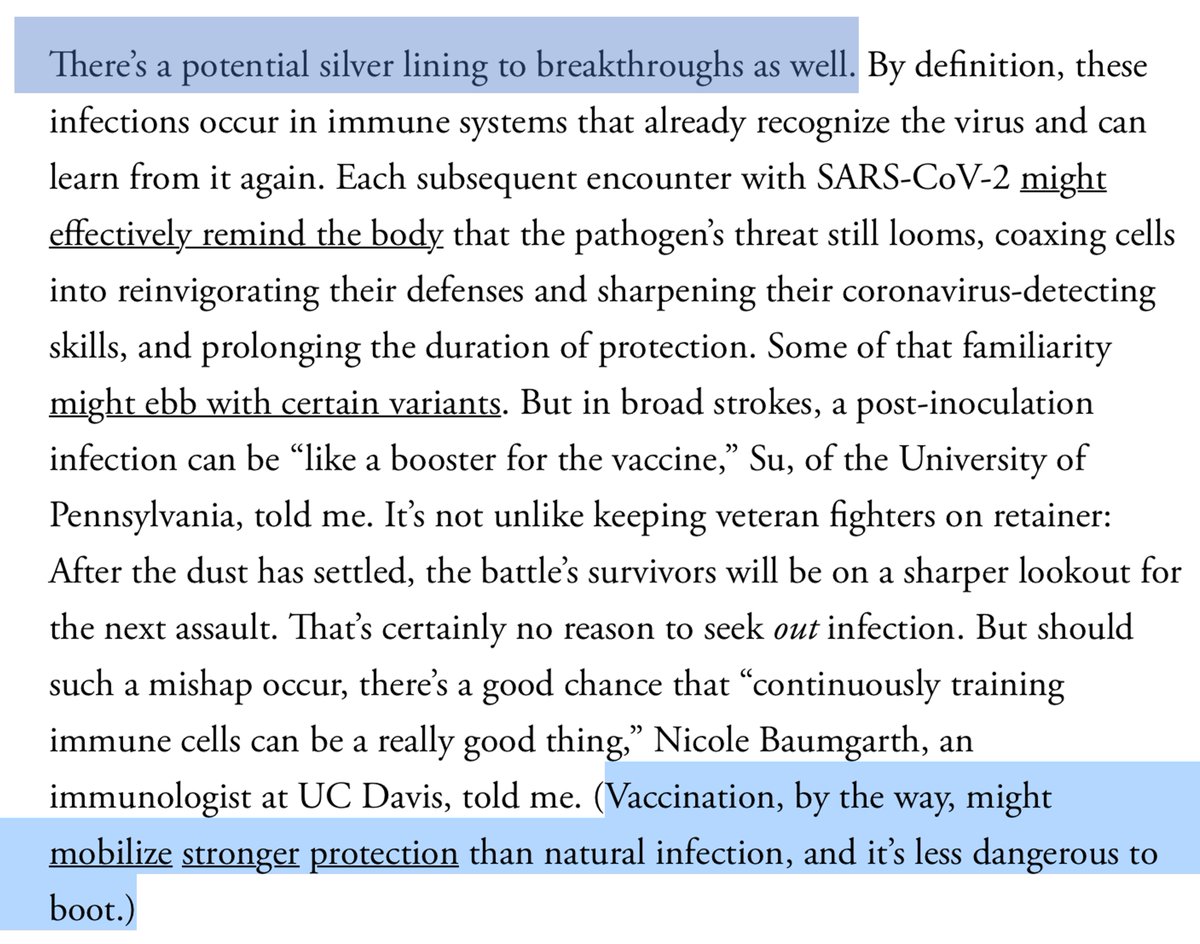 There’s a potential silver lining to breakthroughs as well. By definition, these
infections occur in immune systems that already recognize the virus and can
learn from it again. Each subsequent encounter with SARS-CoV-2 might
effectively remind the body that the pathogen’s threat still looms, coaxing cells
into reinvigorating their defenses and sharpening their coronavirus-detecting
skills, and prolonging the duration of protection. Some of that familiarity
might ebb with certain variants. But in broad strokes, a post-inoculation
infection can be “like a booster for the vaccine,” Su, of the University of
Pennsylvania, told me. It’s not unlike keeping veteran fighters on retainer:
After the dust has settled, the battle’s survivors will be on a sharper lookout for
the next assault. That’s certainly no reason to seek out infection. But should
such a mishap occur, there’s a good chance that “continuously training
immune cells can be a really good thing,” Nicole Baumgarth, an
immunologist at UC Davis, told me. (Vaccination, by the way, might
mobilize stronger protection than natural infection, and it’s less dangerous to
boot.)